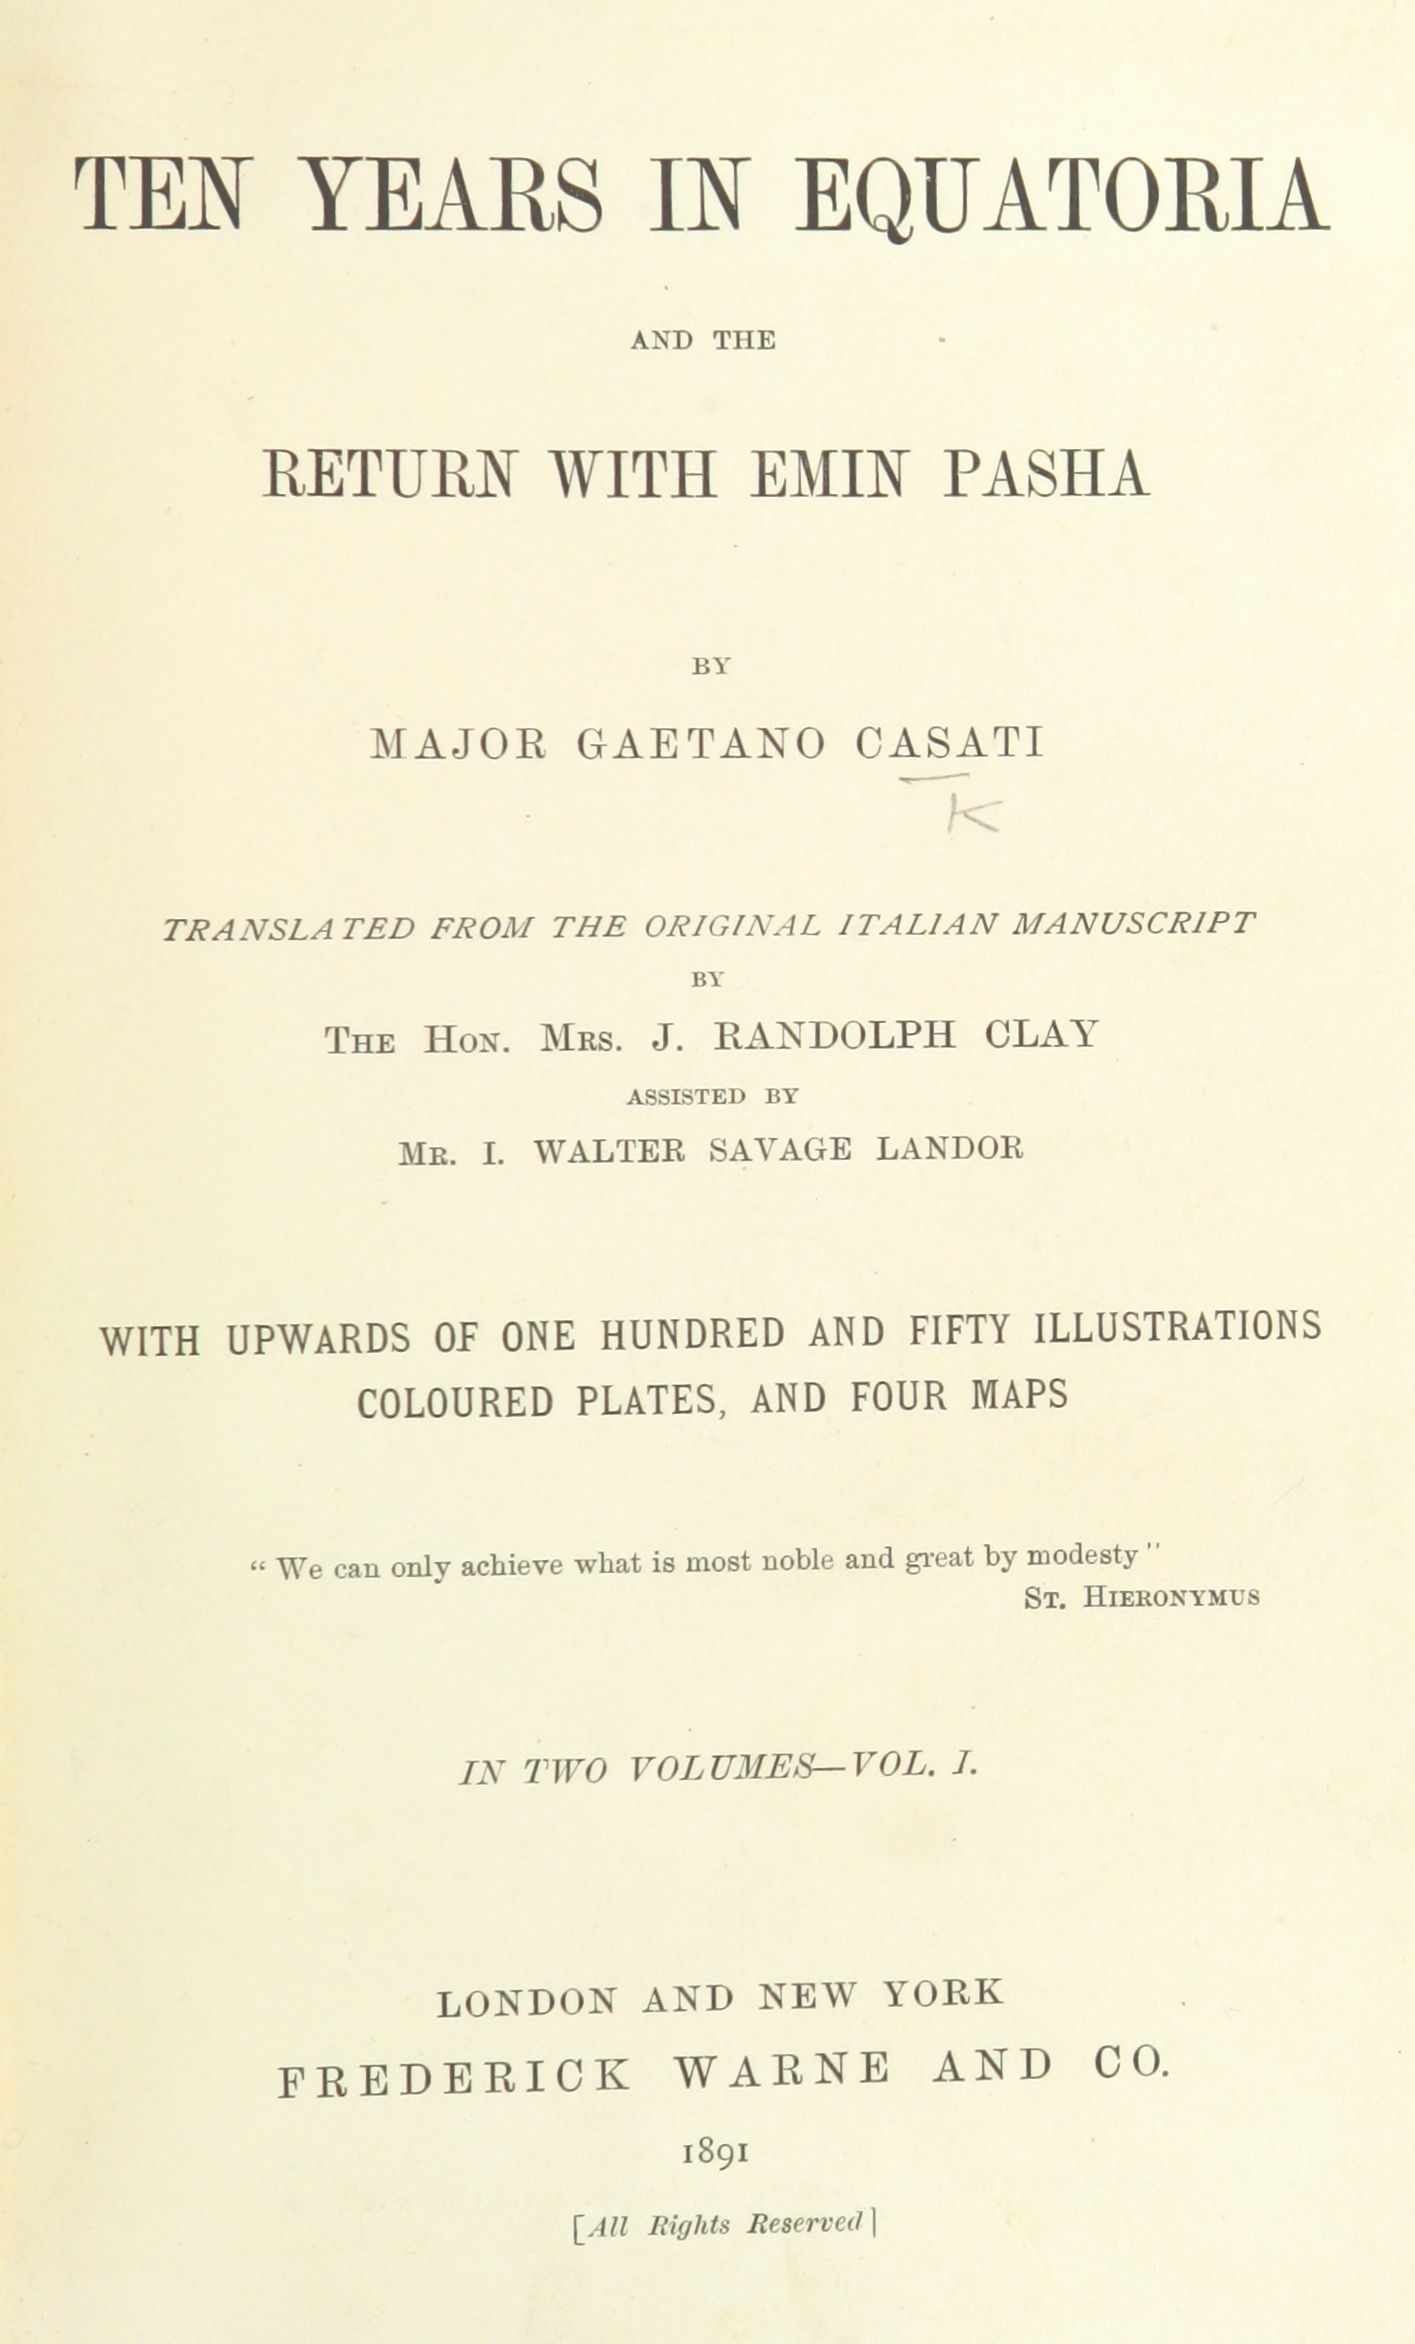 TEN YEARS IN EQUATORIA
AND THE
RETURN WITH EMIN PASHA
BY
MAJOR GAETANO CASATI
K
TRANSLATED FROM THE ORIGINAL ITALIAN MANUSCRIPT
BY
THE HON. MRS. J. RANDOLPH CLAY
ASSISTED BY
MR. I. WALTER SAVAGE LANDOR
WITH UPWARDS OF ONE HUNDRED AND FIFTY ILLUSTRATIONS
COLOURED PLATES, AND FOUR MAPS
"We can only achieve what is most noble and great by modesty"
ST. HIERONYMUS
IN TWO VOLUMES—VOL. I.
LONDON AND NEW YORK
FREDERICK WARNE AND CO.
1891
[All Rights Reserved]